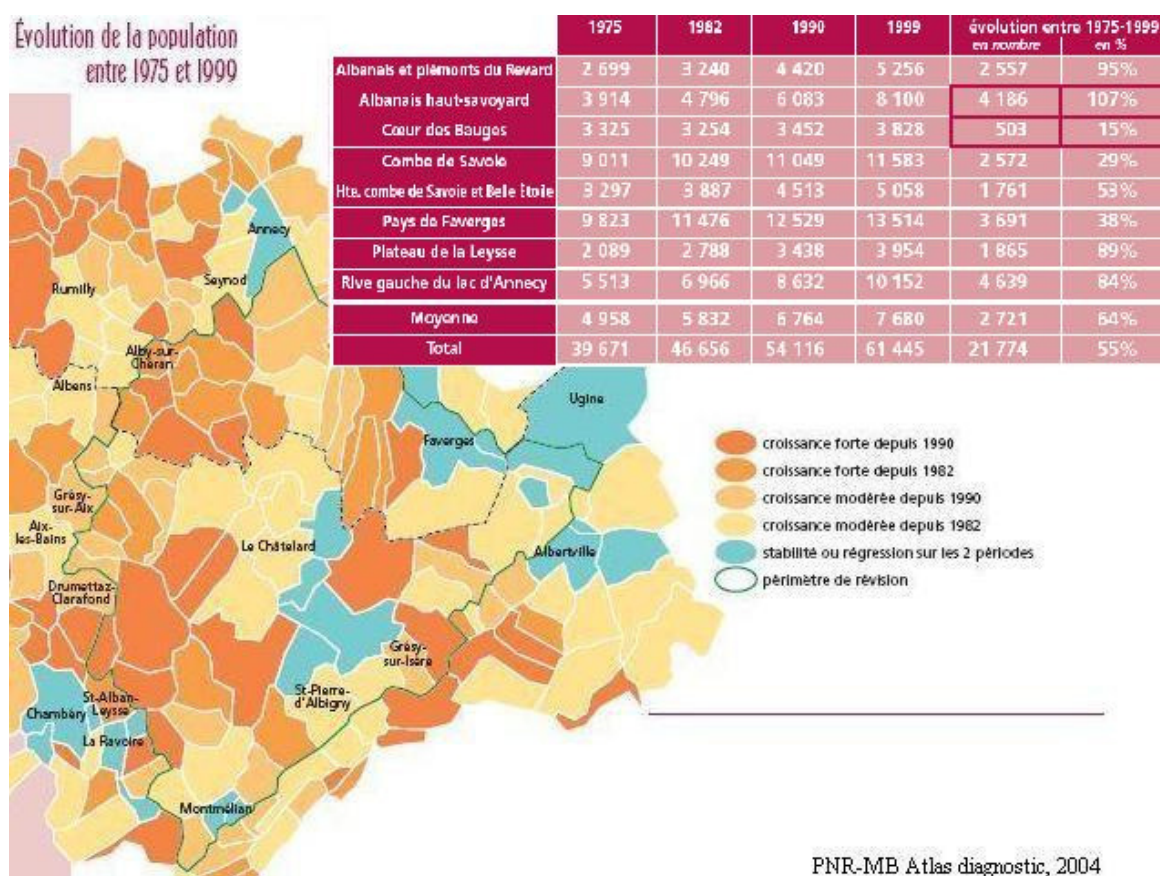 Évolution de la population
entre 1975 et 1999
1975 1982 1990 1999 évolution entre 1975-1999
en nombre en %
Albanais et piémonts du Revard 2 699 3 240 4 420 5 256 2 557 95%
Albanais haut-savoyard 3 914 4 796 6 083 8 100 4 186 107%
Cœur des Bauges 3 325 3 254 3 452 3 828 503 15%
Combe de Savoie 9 011 10 249 11 049 11 583 2 572 29%
Hte. combe de Savoie et Belle Etoile 3 297 3 887 4 513 5 058 1 761 53%
Pays de Faverges 9 823 11 476 12 529 13 514 3 691 38%
Plateau de la Leysse 2 089 2 788 3 438 3 954 1 865 89%
Rive gauche du lac d'Annecy 5 513 6 966 8 632 10 152 4 639 84%
Moyenne 4 958 5 832 6 764 7 680 2 721 64%
Total 39 671 46 656 54 116 61 445 21 774 55%
Annecy
Seynod
Rumilly
Alby-sur-
Chéran
Albens
Ugine
Faverges
Grésy-
sur-Aix
Aix-
les-Bains
Le Châtelard
Albertville
Drumettaz-
Clarafond
Grésy-
sur-Isère
St-Pierre-
d'Albigny
St-Alban-
Leysse
Chambéry
La Ravoire
Montmélian
croissance forte depuis 1990
croissance forte depuis 1982
croissance modérée depuis 1990
croissance modérée depuis 1982
stabilité ou régression sur les 2 périodes
périmètre de révision
PNR-MB Atlas diagnostic, 2004